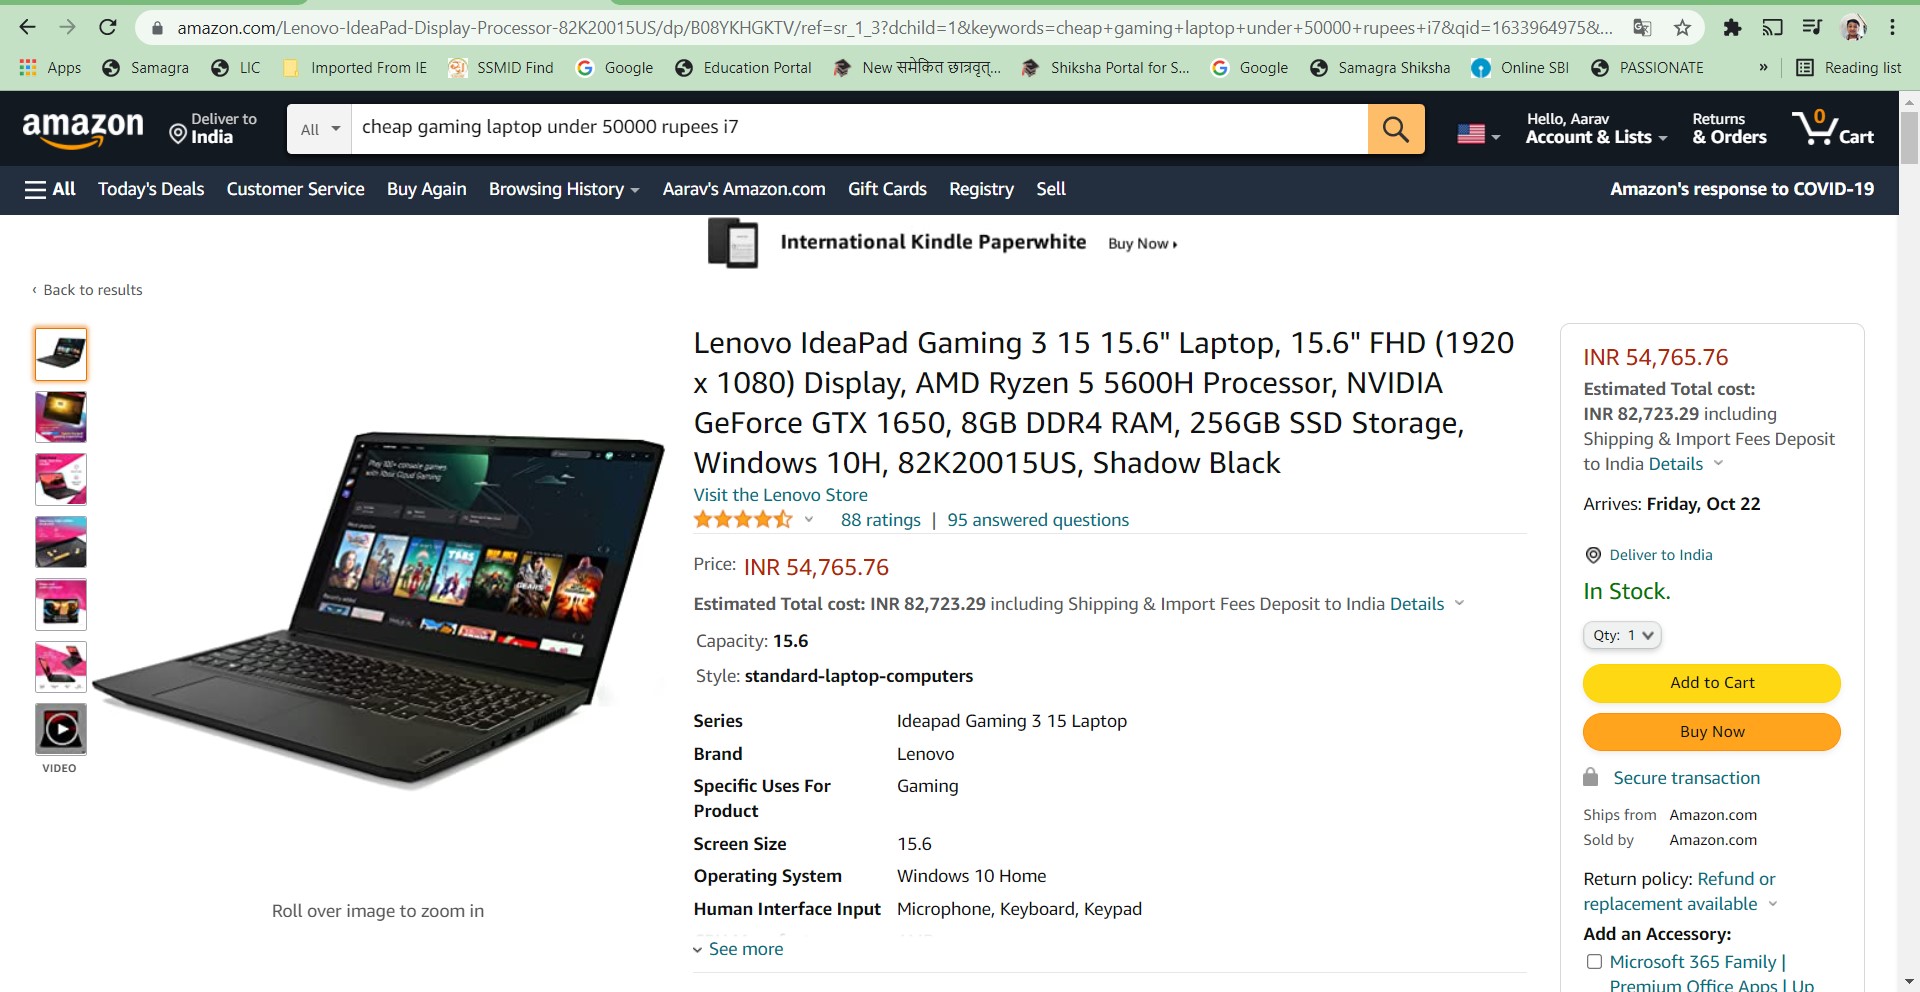 amazon.com/Lenovo-IdeaPad-Display-Processor-82K20015US/dp/B08YKHGKTV/ref=sr_1_3?dchild=1&keywords=cheap+gaming+laptop+under+50000+rupees+i7&qid=1633964975&...
Apps Samagra LIC Imported From IE SSMID Find Google Education Portal New समेकित छात्रवृत्... Shiksha Portal for S... Google Samagra Shiksha Online SBI PASSIONATE » Reading list
amazon Deliver to India All cheap gaming laptop under 50000 rupees i7 Hello, Aarav Account & Lists Returns & Orders 0 Cart
All Today's Deals Customer Service Buy Again Browsing History Aarav's Amazon.com Gift Cards Registry Sell Amazon's response to COVID-19
International Kindle Paperwhite Buy Now
‹ Back to results
Lenovo IdeaPad Gaming 3 15 15.6" Laptop, 15.6" FHD (1920
x 1080) Display, AMD Ryzen 5 5600H Processor, NVIDIA
GeForce GTX 1650, 8GB DDR4 RAM, 256GB SSD Storage,
Windows 10H, 82K20015US, Shadow Black
Visit the Lenovo Store
88 ratings | 95 answered questions
Price: INR 54,765.76
Estimated Total cost: INR 82,723.29 including Shipping & Import Fees Deposit to India Details
Capacity: 15.6
Style: standard-laptop-computers
Series Ideapad Gaming 3 15 Laptop
Brand Lenovo
Specific Uses For Gaming
Product
Screen Size 15.6
Operating System Windows 10 Home
Human Interface Input Microphone, Keyboard, Keypad
See more
Play 100+ console games
with Xbox Cloud Gaming
VIDEO
Roll over image to zoom in
INR 54,765.76
Estimated Total cost:
INR 82,723.29 including
Shipping & Import Fees Deposit
to India Details
Arrives: Friday, Oct 22
Deliver to India
In Stock.
Qty: 1
Add to Cart
Buy Now
Secure transaction
Ships from Amazon.com
Sold by Amazon.com
Return policy: Refund or
replacement available
Add an Accessory:
Microsoft 365 Family |
Premium Office Apps | Up